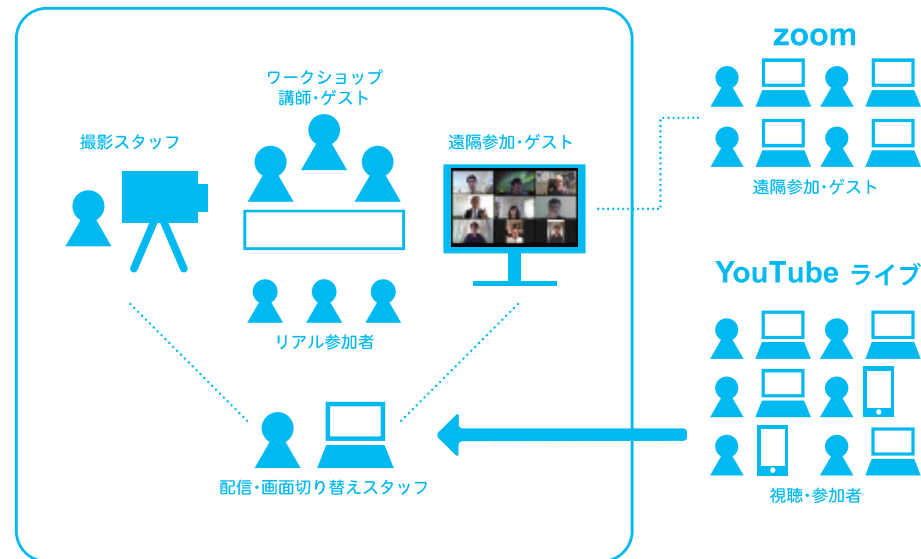 ワークショップ
講師・ゲスト
撮影スタッフ
遠隔参加・ゲスト
リアル参加者
配信・画面切り替えスタッフ
zoom
遠隔参加・ゲスト
YouTube ライブ
視聴・参加者